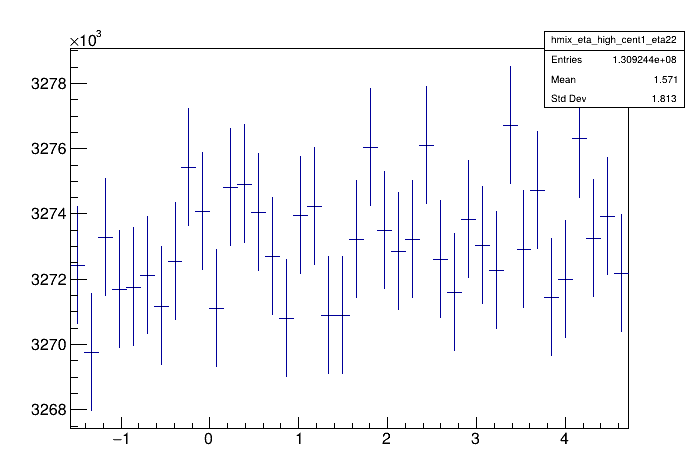 ×10³
hmix_eta_high_cent1_eta22
Entries 1.309244e+08
Mean 1.571
Std Dev 1.813
3278
3276
3274
3272
3270
3268
−1 0 1 2 3 4